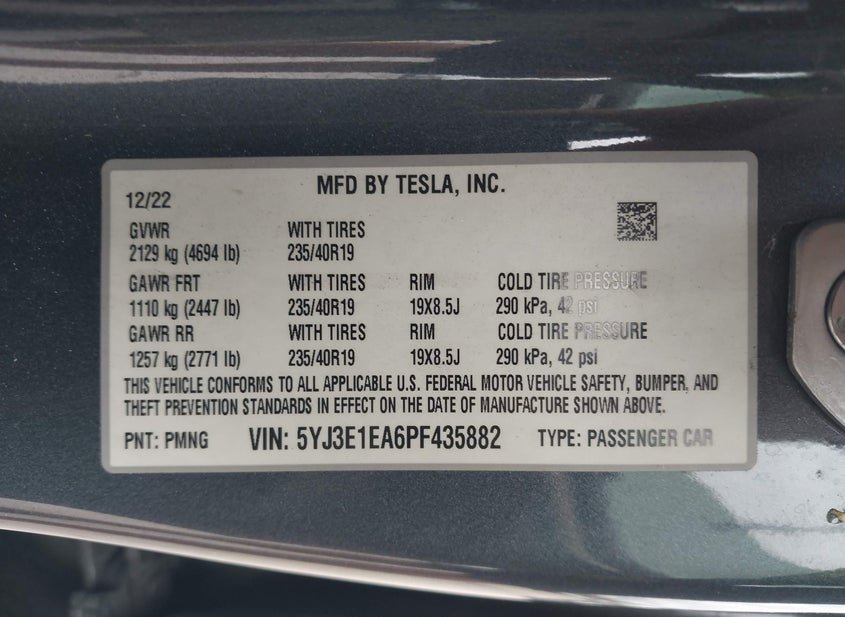 MFD BY TESLA, INC.
12/22
GVWR WITH TIRES
2129 kg (4694 lb) 235/40R19
GAWR FRT WITH TIRES RIM COLD TIRE PRESSURE
1110 kg (2447 lb) 235/40R19 19X8.5J 290 kPa, 42 psi
GAWR RR WITH TIRES RIM COLD TIRE PRESSURE
1257 kg (2771 lb) 235/40R19 19X8.5J 290 kPa, 42 psi
THIS VEHICLE CONFORMS TO ALL APPLICABLE U.S. FEDERAL MOTOR VEHICLE SAFETY, BUMPER, AND
THEFT PREVENTION STANDARDS IN EFFECT ON THE DATE OF MANUFACTURE SHOWN ABOVE.
PNT: PMNG VIN: 5YJ3E1EA6PF435882 TYPE: PASSENGER CAR